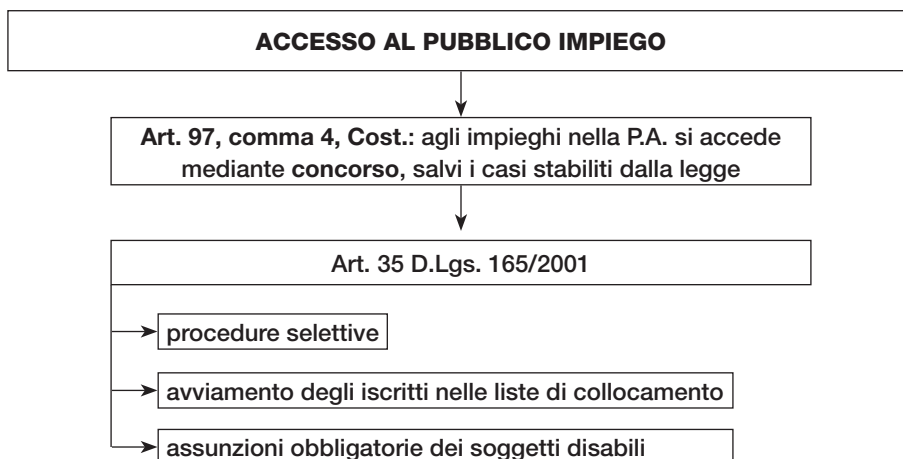 ACCESSO AL PUBBLICO IMPIEGO
Art. 97, comma 4, Cost.: agli impieghi nella P.A. si accede
mediante concorso, salvi i casi stabiliti dalla legge
Art. 35 D.Lgs. 165/2001
procedure selettive
avviamento degli iscritti nelle liste di collocamento
assunzioni obbligatorie dei soggetti disabili